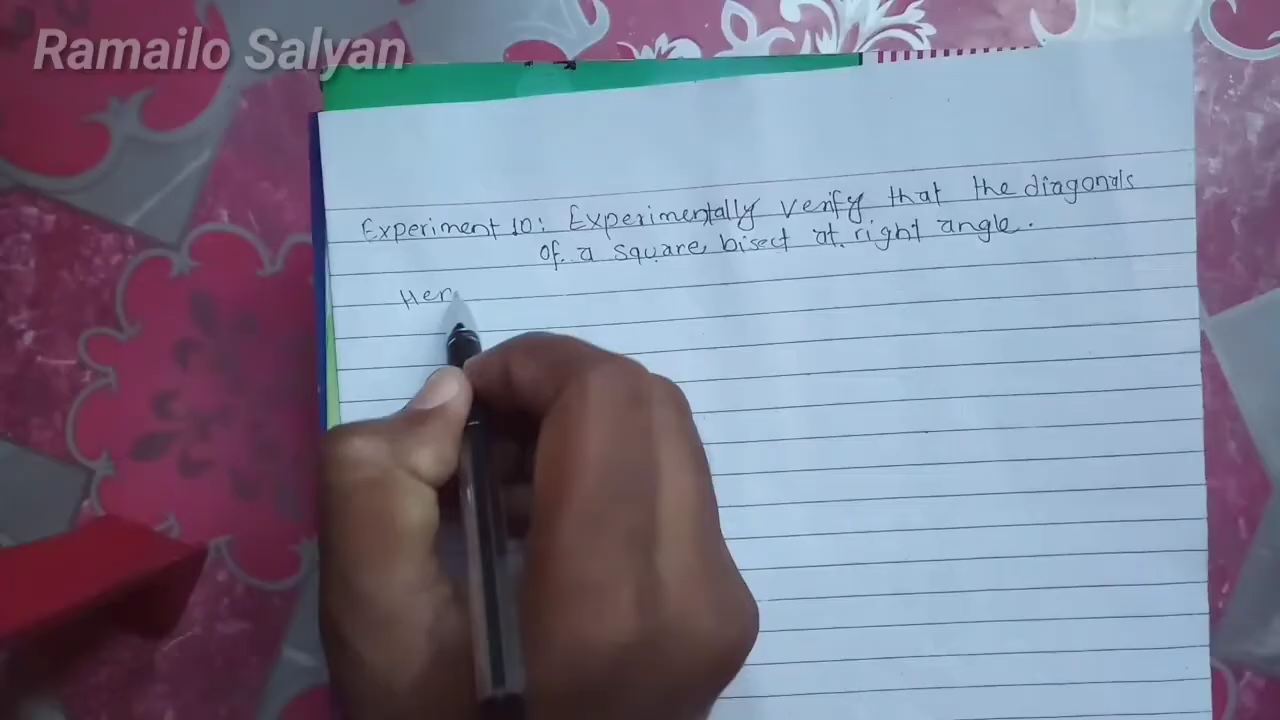 Ramailo Salyan
Experiment 10: Experimentally verify that the diagonals
of a square bisect at right angle.
Her